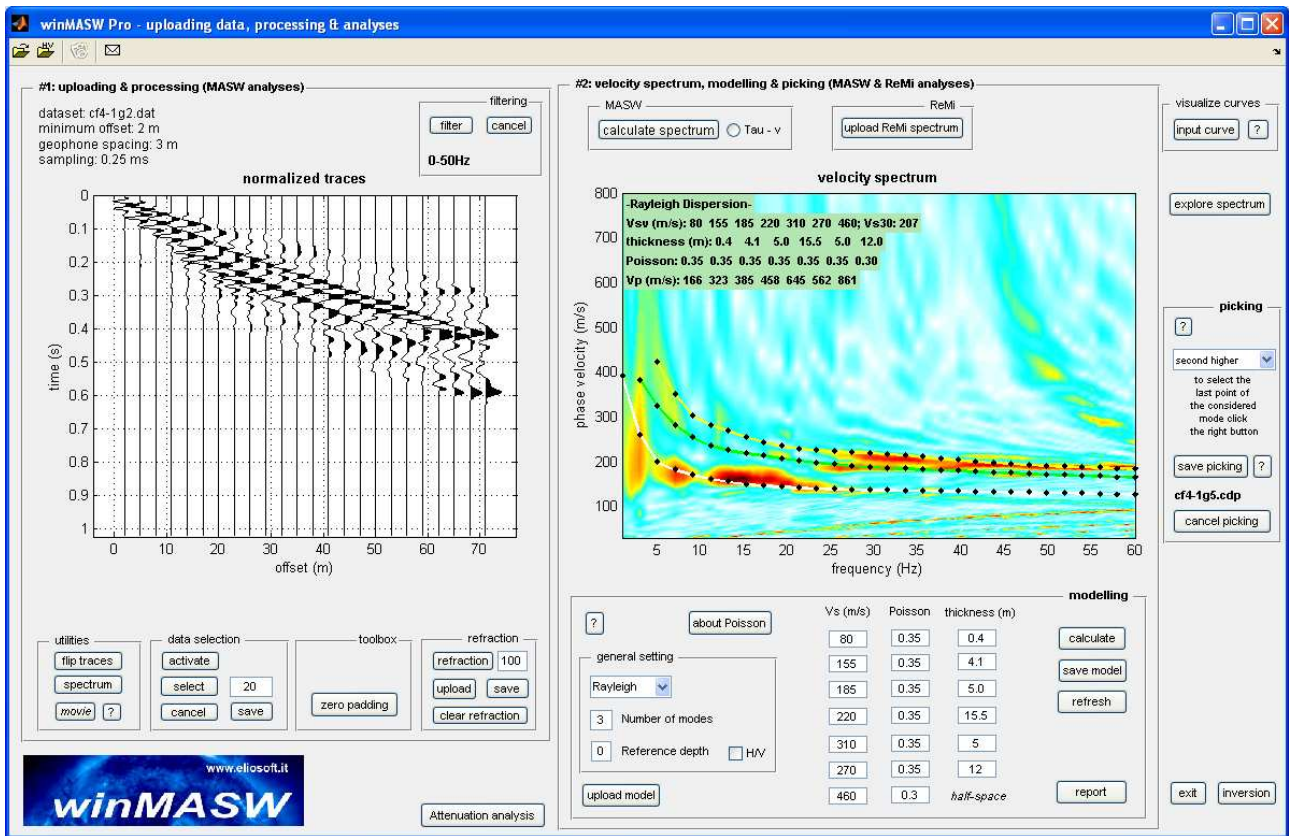 winMASW Pro - uploading data, processing & analyses
HV
#1: uploading & processing (MASW analyses)
dataset: cf4-1g2.dat
minimum offset: 2 m
geophone spacing: 3 m
sampling: 0.25 ms
filtering
filter cancel
0-50Hz
normalized traces
0
0.1
0.2
0.3
0.4
0.5
0.6
0.7
0.8
0.9
1
time (s)
0 10 20 30 40 50 60 70
offset (m)
utilities
flip traces
spectrum
movie ?
data selection
activate
select 20
cancel save
toolbox
zero padding
refraction
refraction 100
upload save
clear refraction
www.eliosoft.it
winMASW
Attenuation analysis
#2: velocity spectrum, modelling & picking (MASW & ReMi analyses)
MASW
calculate spectrum Tau - v
ReMi
upload ReMi spectrum
velocity spectrum
-Rayleigh Dispersion-
Vsv (m/s): 80 155 185 220 310 270 460; Vs30: 207
thickness (m): 0.4 4.1 5.0 15.5 5.0 12.0
Poisson: 0.35 0.35 0.35 0.35 0.35 0.35 0.30
Vp (m/s): 166 323 385 458 645 562 861
800
700
600
500
400
300
200
100
phase velocity (m/s)
5 10 15 20 25 30 35 40 45 50 55 60
frequency (Hz)
modelling
? about Poisson
general setting
Rayleigh
3 Number of modes
0 Reference depth H/V
upload model
Vs (m/s) Poisson thickness (m)
80 0.35 0.4
155 0.35 4.1
185 0.35 5.0
220 0.35 15.5
310 0.35 5
270 0.35 12
460 0.3 half-space
calculate
save model
refresh
report
visualize curves
input curve ?
explore spectrum
picking
?
second higher
to select the
last point of
the considered
mode click
the right button
save picking ?
cf4-1g5.cdp
cancel picking
exit inversion